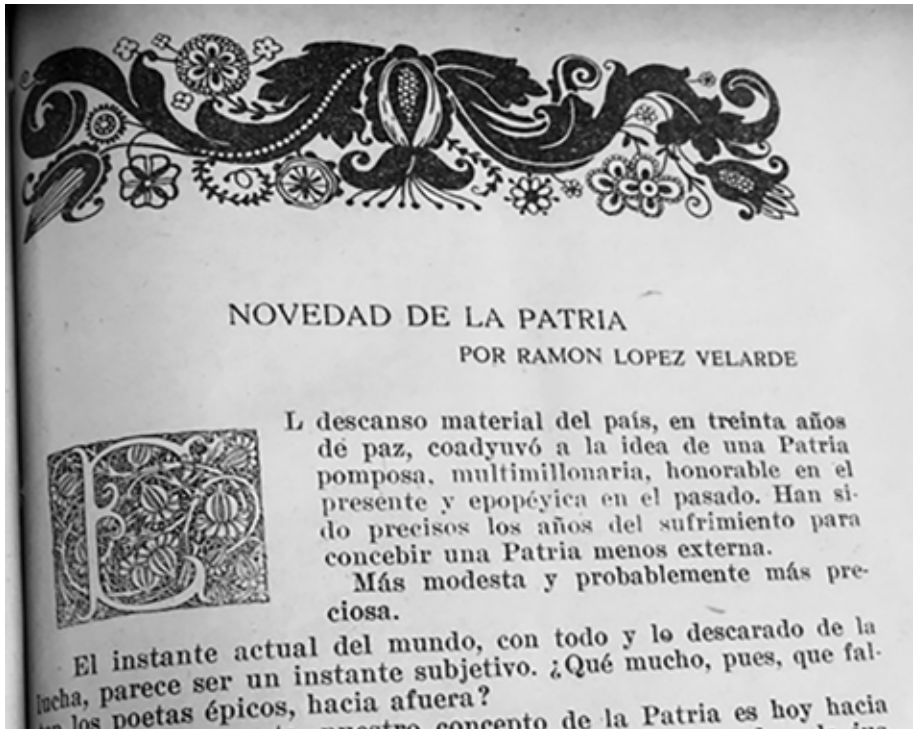 NOVEDAD DE LA PATRIA
POR RAMON LOPEZ VELARDE
EL descanso material del país, en treinta años
de paz, coadyuvó a la idea de una Patria
pomposa, multimillonaria, honorable en el
presente y epopéyica en el pasado. Han si-
do precisos los años del sufrimiento para
concebir una Patria menos externa.
Más modesta y probablemente más pre-
ciosa.
El instante actual del mundo, con todo y lo descarado de la
lucha, parece ser un instante subjetivo. ¿Qué mucho, pues, que fal-
los poetas épicos, hacia afuera?
nuestro concepto de la Patria es hoy hacia